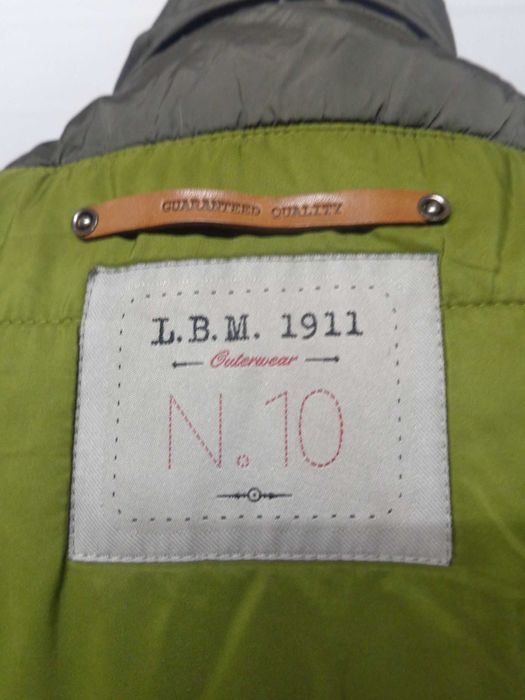 GUARANTEED QUALITY
L.B.M. 1911
Outerwear
N. 10